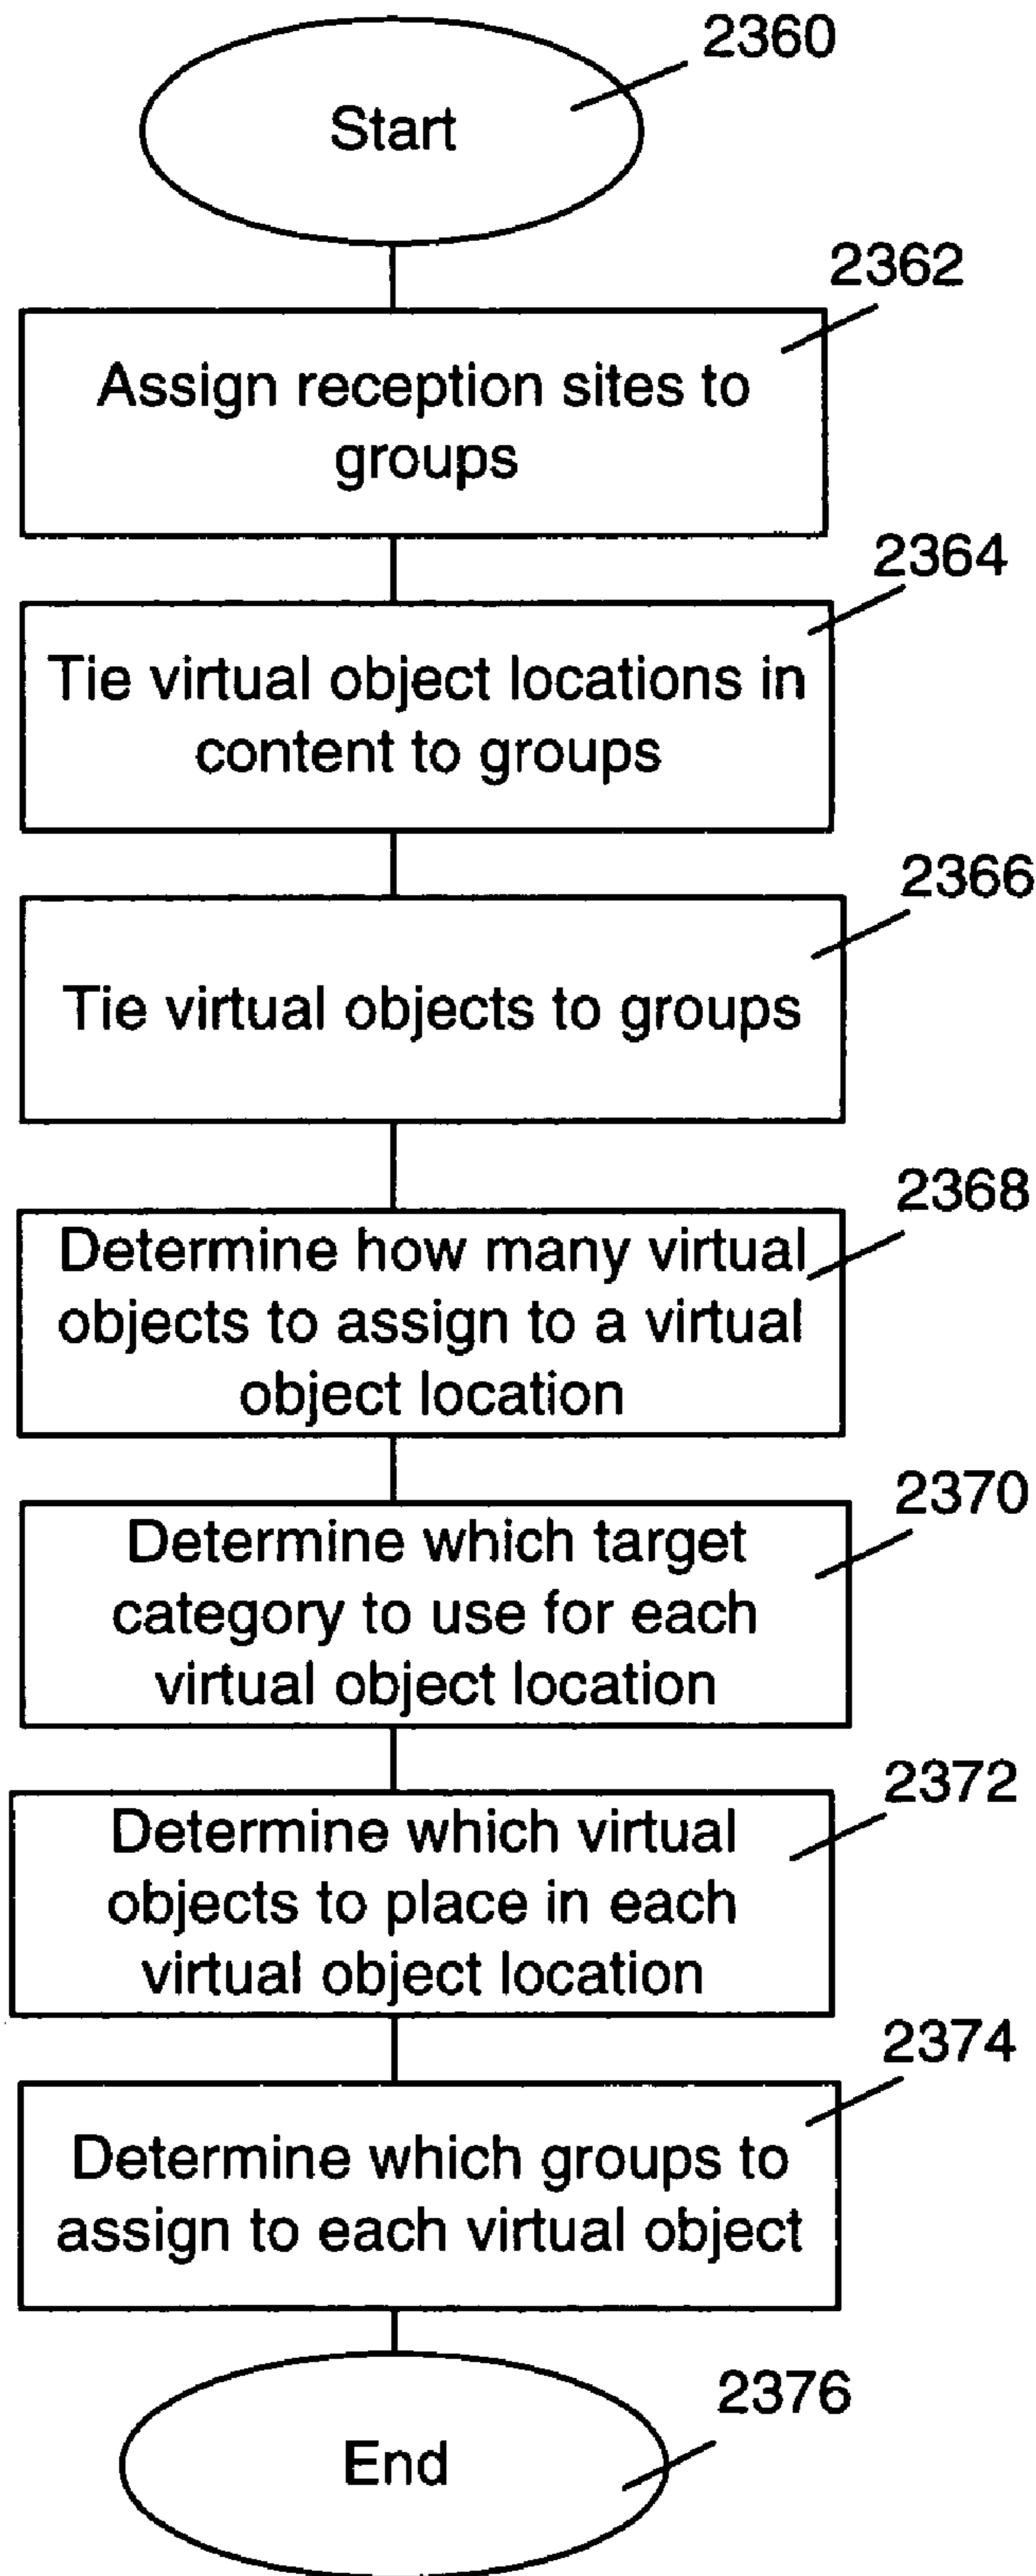 2360
Start
2362
Assign reception sites to
groups
2364
Tie virtual object locations in
content to groups
2366
Tie virtual objects to groups
2368
Determine how many virtual
objects to assign to a virtual
object location
2370
Determine which target
category to use for each
virtual object location
2372
Determine which virtual
objects to place in each
virtual object location
2374
Determine which groups to
assign to each virtual object
2376
End